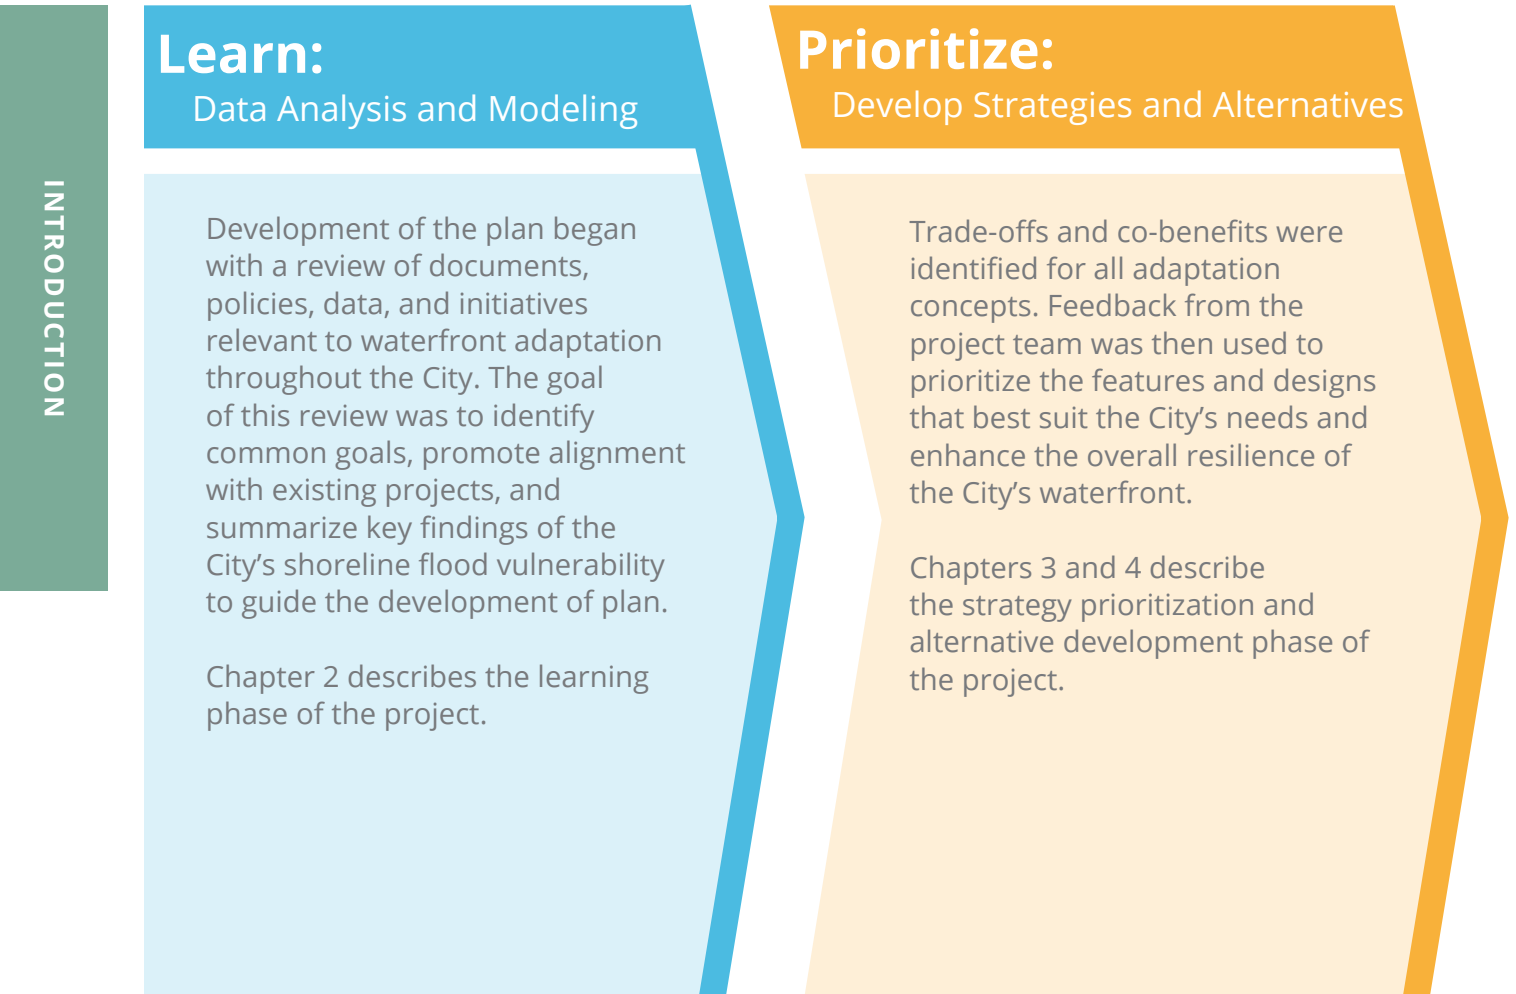 INTRODUCTION
Learn:
Data Analysis and Modeling
Development of the plan began
with a review of documents,
policies, data, and initiatives
relevant to waterfront adaptation
throughout the City. The goal
of this review was to identify
common goals, promote alignment
with existing projects, and
summarize key findings of the
City’s shoreline flood vulnerability
to guide the development of plan.
Chapter 2 describes the learning
phase of the project.
Prioritize:
Develop Strategies and Alternatives
Trade-offs and co-benefits were
identified for all adaptation
concepts. Feedback from the
project team was then used to
prioritize the features and designs
that best suit the City’s needs and
enhance the overall resilience of
the City’s waterfront.
Chapters 3 and 4 describe
the strategy prioritization and
alternative development phase of
the project.